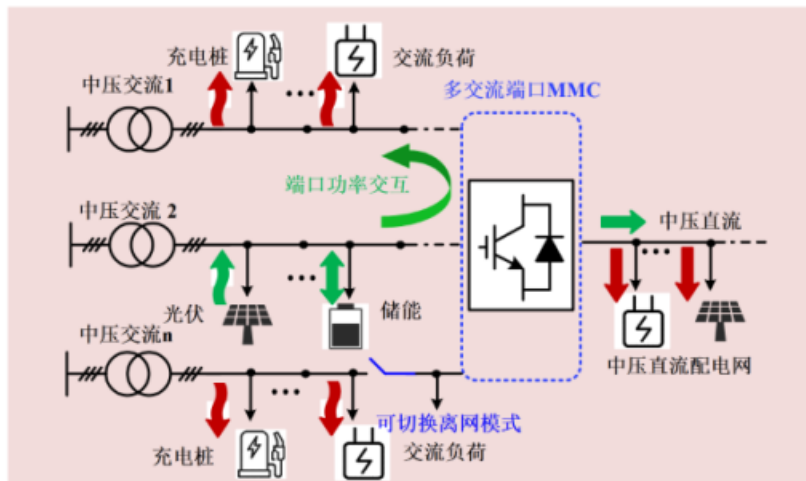 充电桩
交流负荷
中压交流1
多交流端口MMC
端口功率交互
中压交流 2
中压直流
光伏
储能
中压交流n
中压直流配电网
可切换离网模式
充电桩
交流负荷